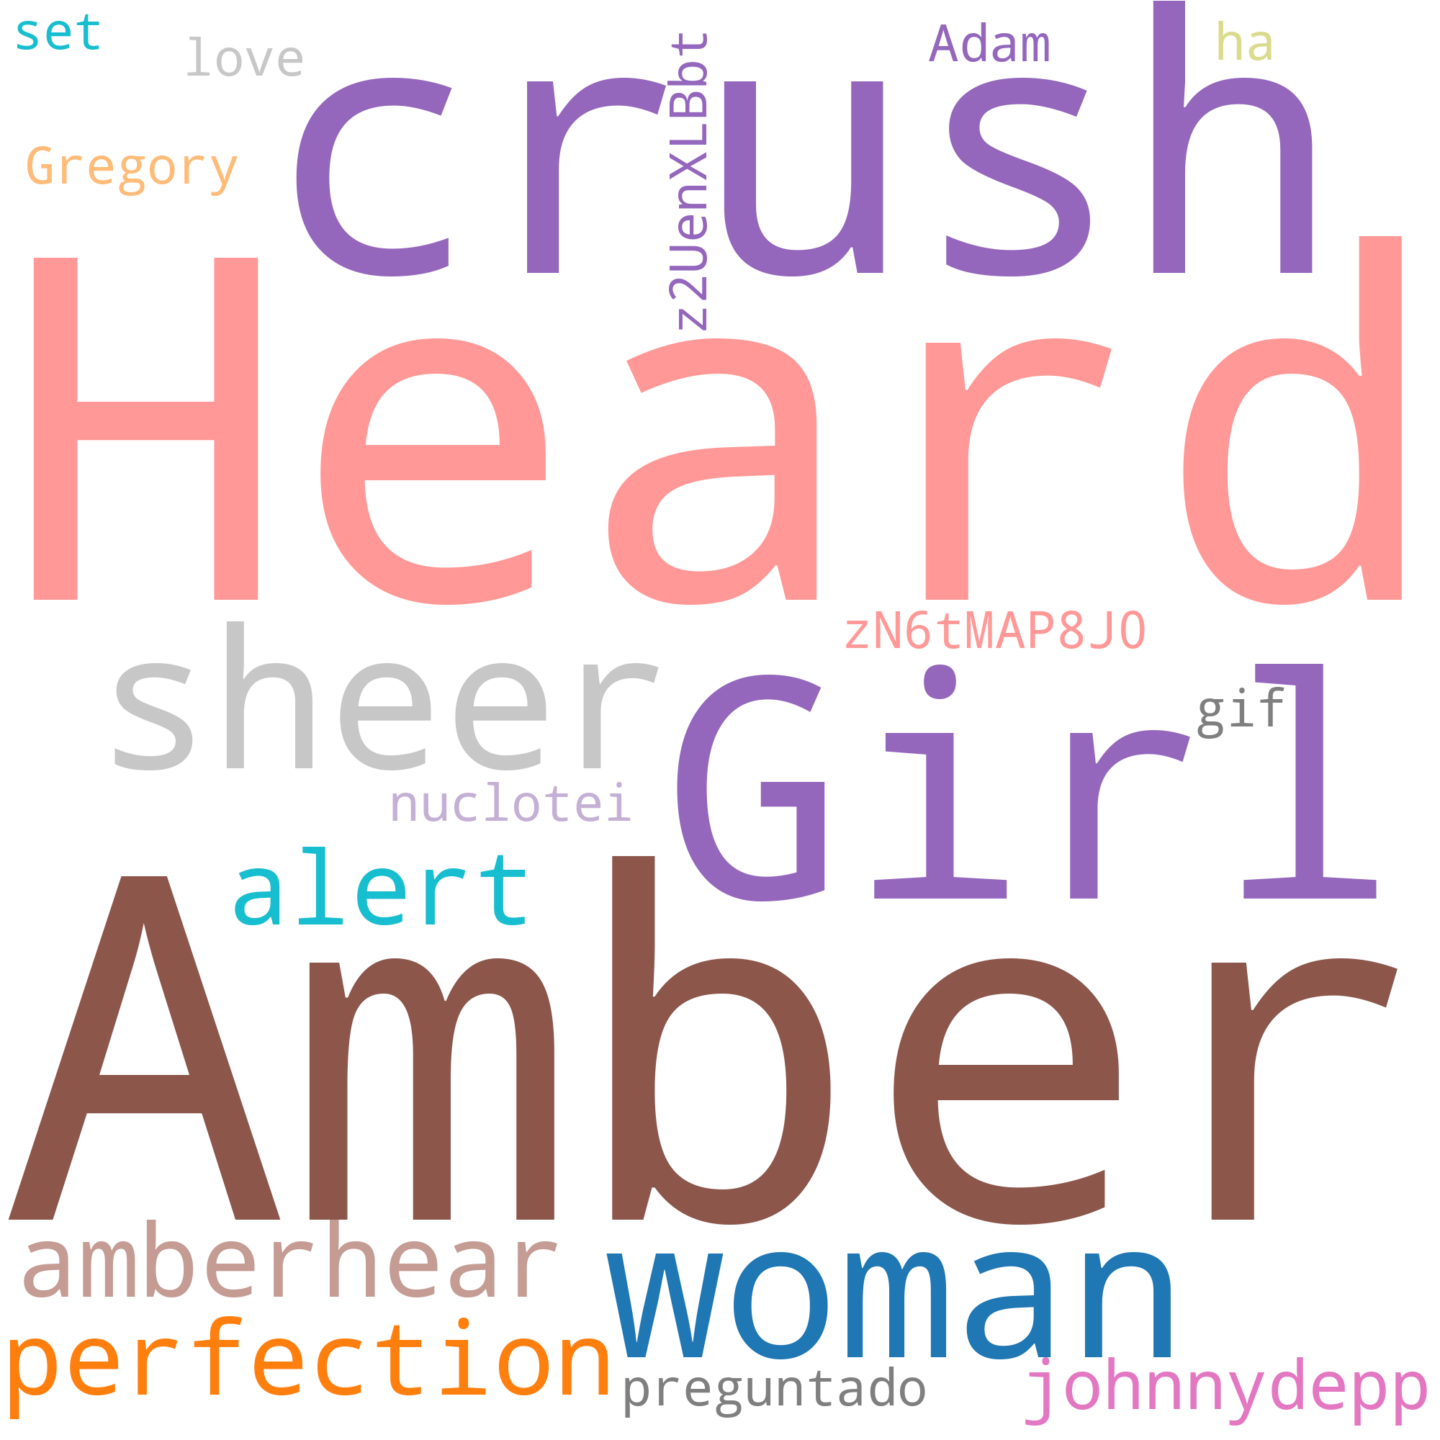 set
love
crush
z2UenXLBbt
Adam
ha
Gregory
Heard
zN6tMAP8JO
sheer
Girl
gif
nuclotei
alert
Amber
amberhear
woman
perfection
preguntado
johnnydepp